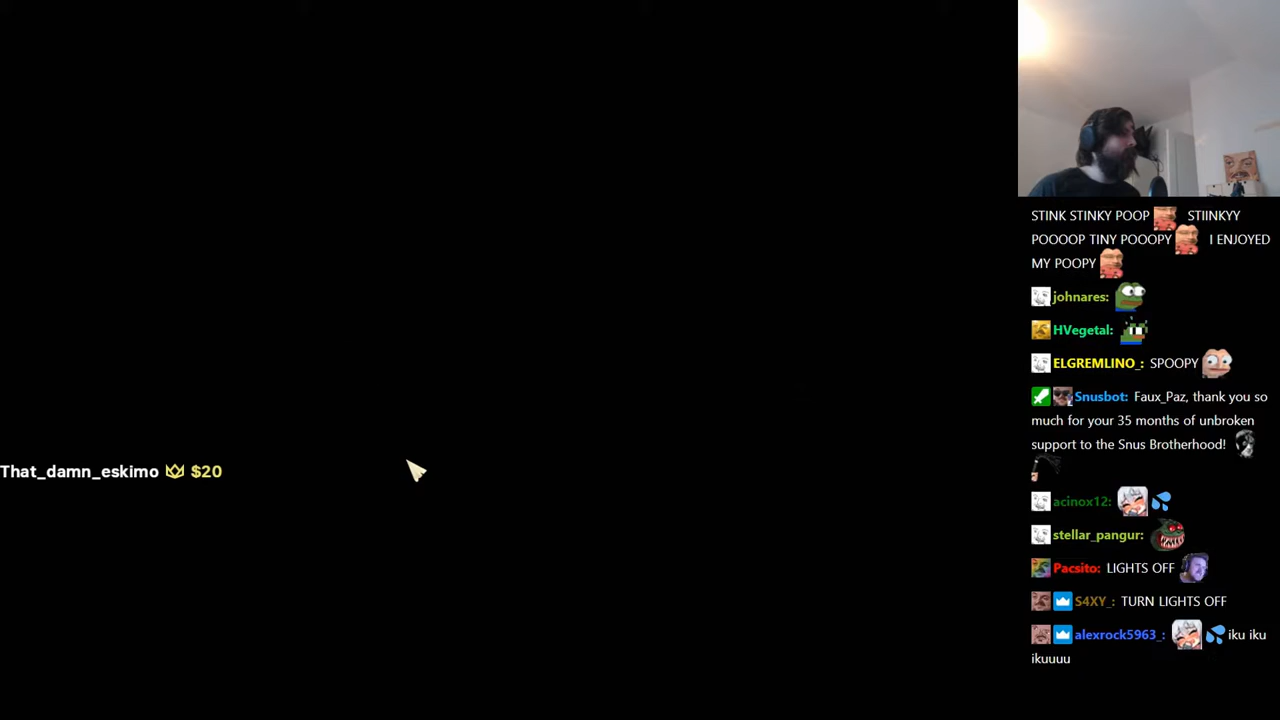 That_damn_eskimo $20
STINK STINKY POOP STIINKYY
POOOOP TINY POOOPY I ENJOYED
MY POOPY
johnares:
HVegetal:
ELGREMLINO_: SPOOPY
Snusbot: Faux_Paz, thank you so
much for your 35 months of unbroken
support to the Snus Brotherhood!
acinox12:
stellar_pangur:
Pacsito: LIGHTS OFF
S4XY_: TURN LIGHTS OFF
alexrock5963_: iku iku
ikuuuu